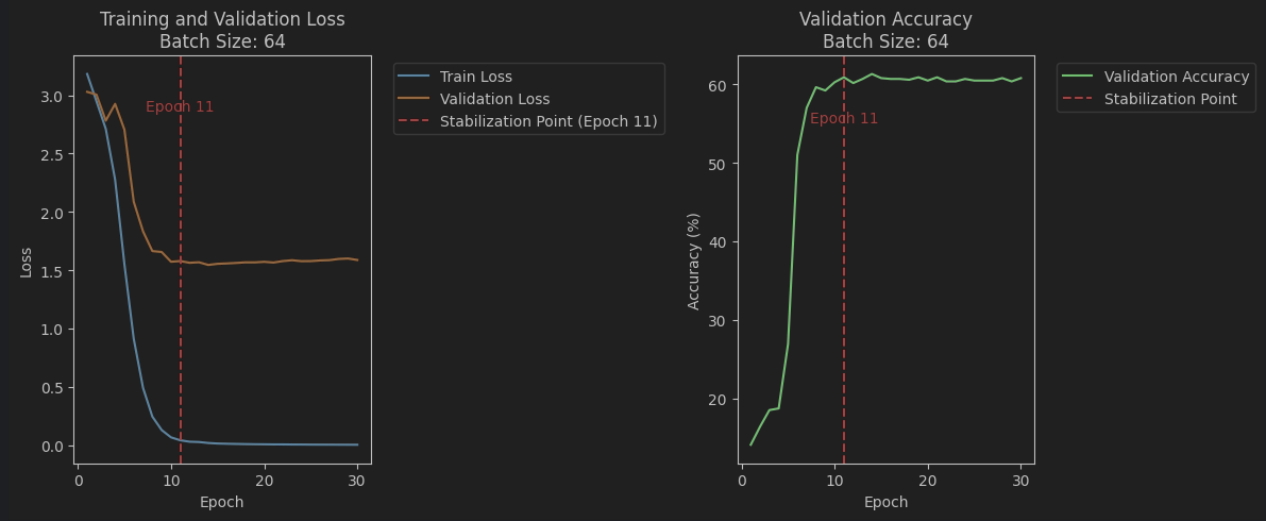 Training and Validation Loss
Batch Size: 64
Loss
3.0
2.5
2.0
1.5
1.0
0.5
0.0
0
10
20
30
Epoch
Epoch 11
Train Loss
Validation Loss
Stabilization Point (Epoch 11)
Validation Accuracy
Batch Size: 64
Accuracy (%)
60
50
40
30
20
0
10
20
30
Epoch
Epoch 11
Validation Accuracy
Stabilization Point